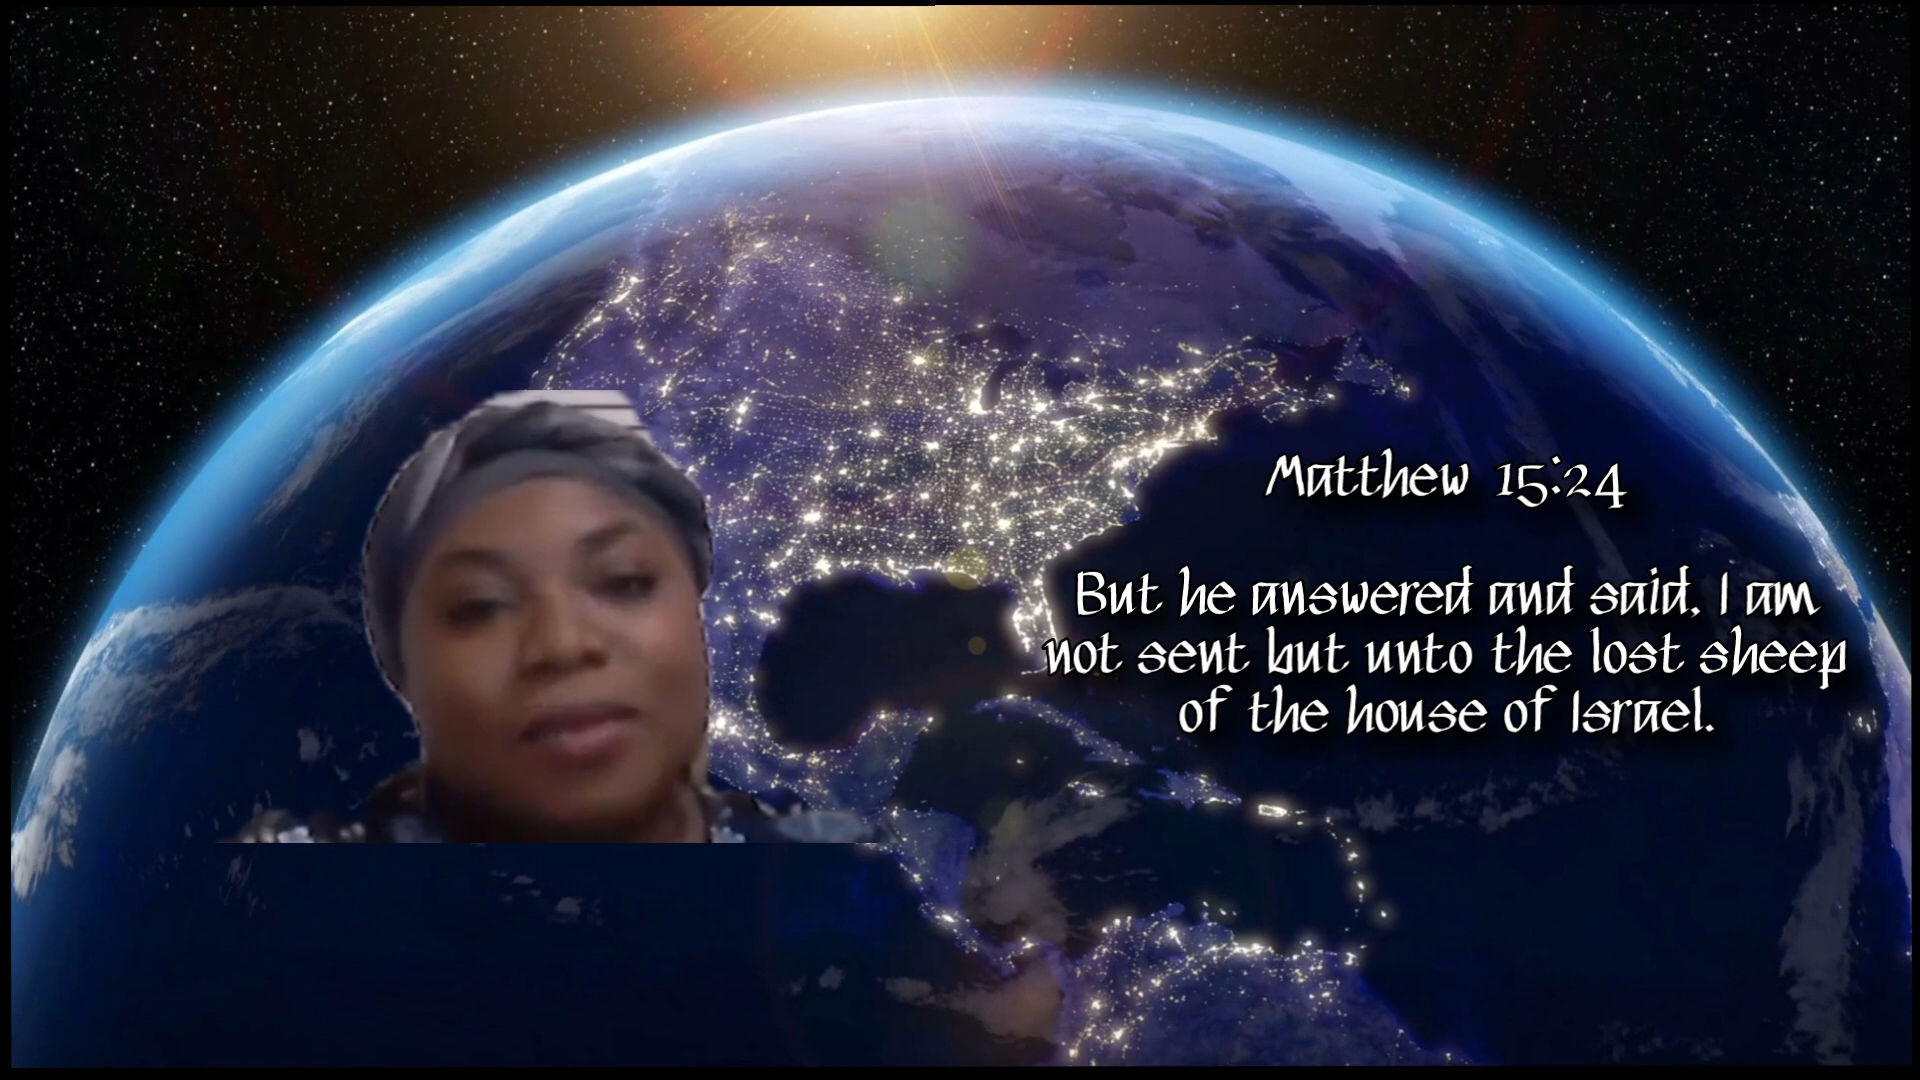 Matthew 15:24
But he answered and said, I am
not sent but unto the lost sheep
of the house of Israel.